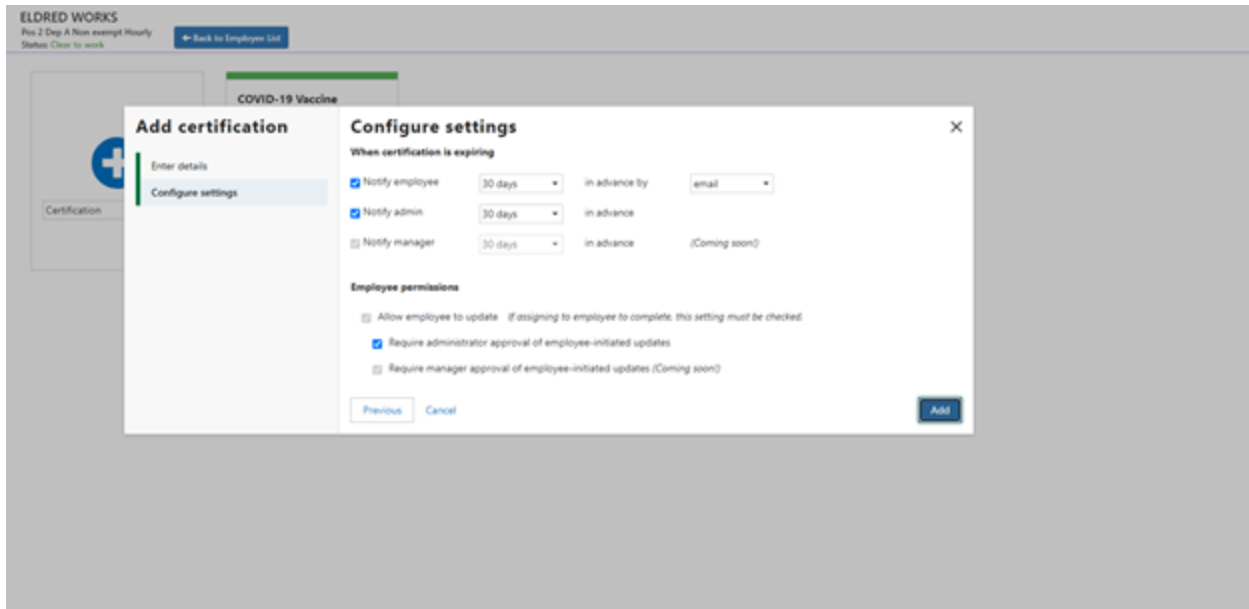 ELDRED WORKS
Pos 2 Dep A Non exempt Hourly
Status: Clear to work
Back to Employee List
COVID-19 Vaccine
Certification
Add certification
Enter details
Configure settings
Configure settings
When certification is expiring
Notify employee 30 days in advance by email
Notify admin 30 days in advance
Notify manager 30 days in advance (Coming soon!)
Employee permissions
Allow employee to update If assigning to employee to complete, this setting must be checked.
Require administrator approval of employee-initiated updates
Require manager approval of employee-initiated updates (Coming soon!)
Previous Cancel Add